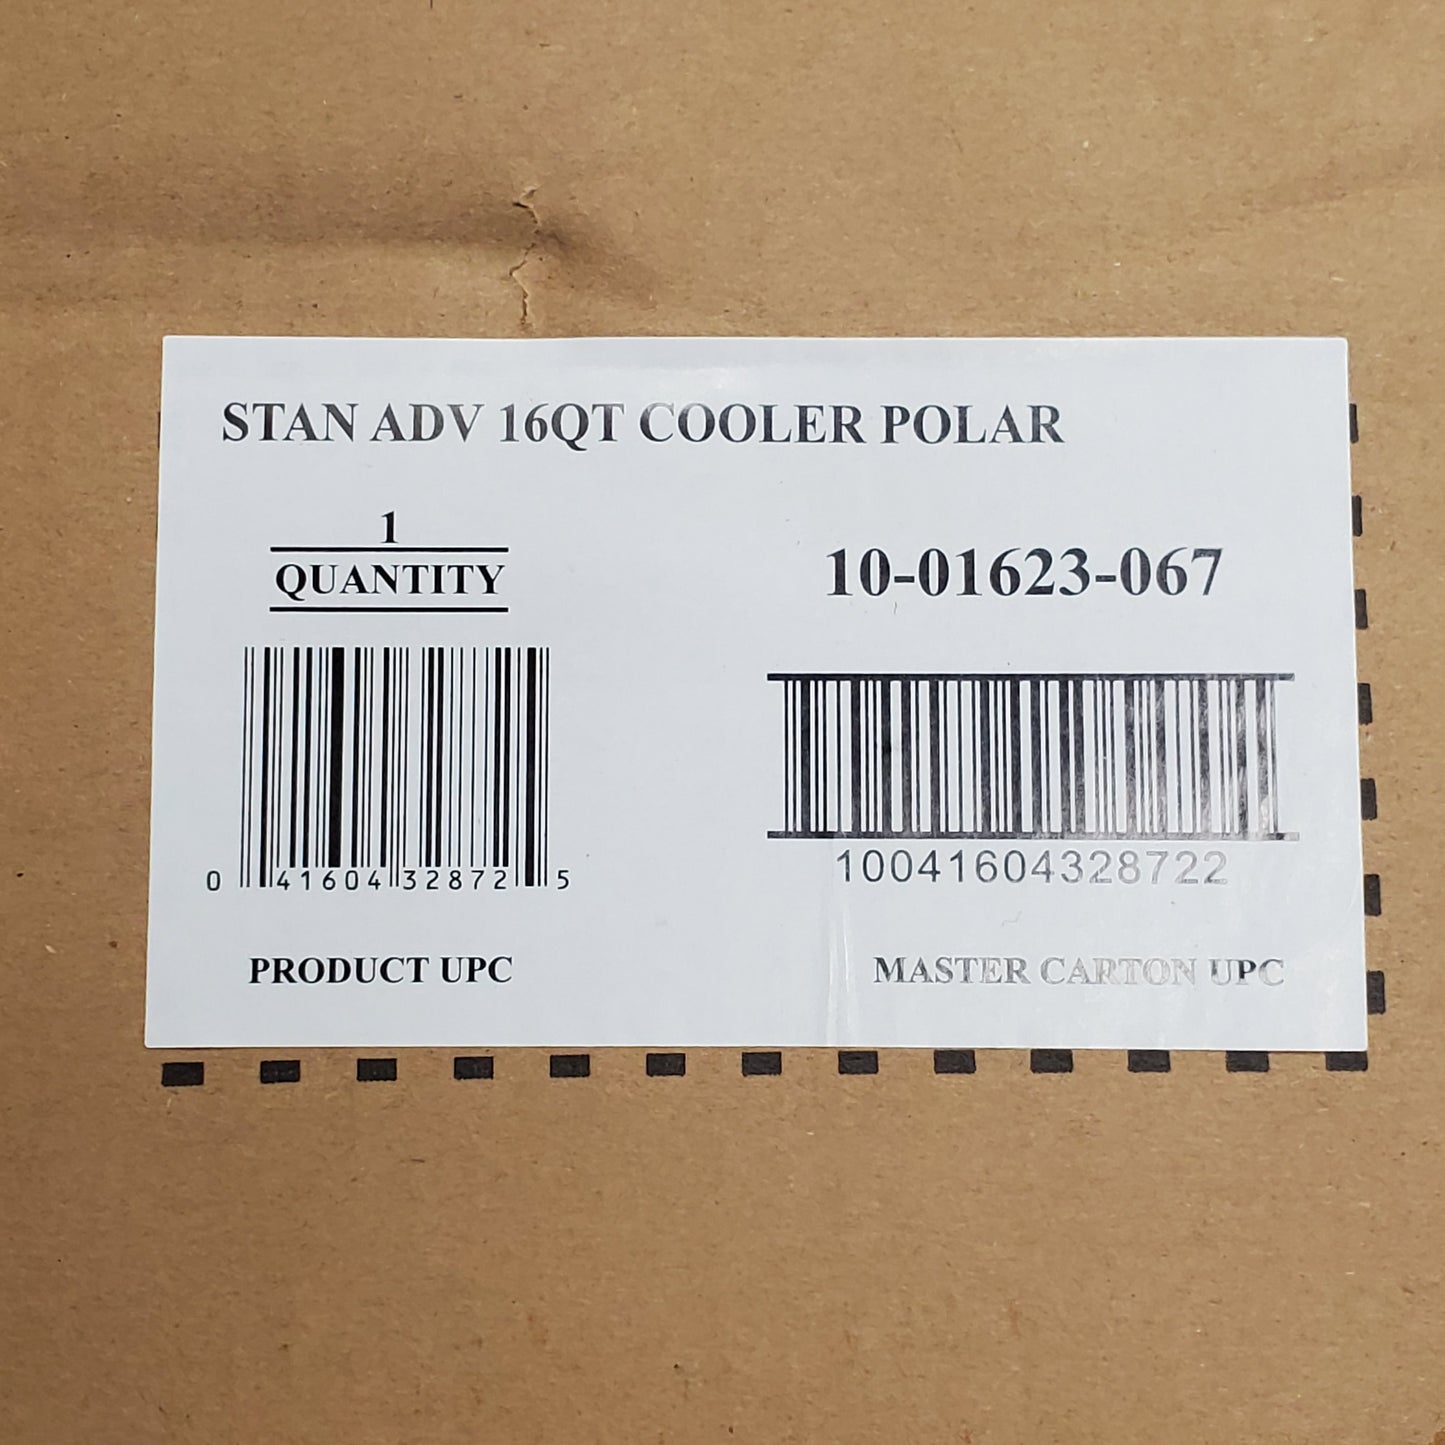 STAN ADV 16QT COOLER POLAR
1
QUANTITY
10-01623-067
0 41604 32872 5
10041604328722
PRODUCT UPC
MASTER CARTON UPC